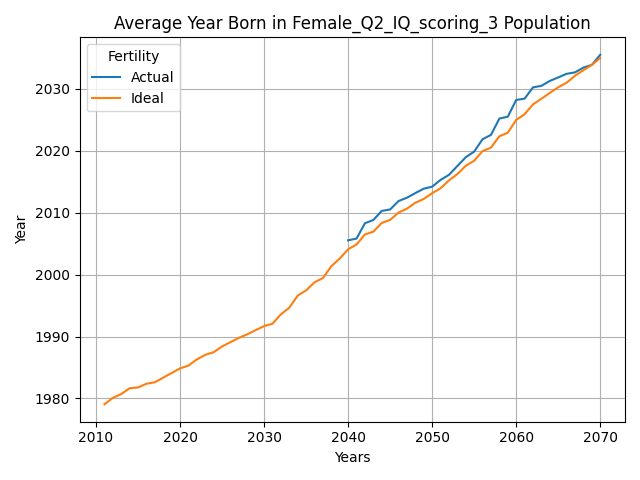 Average Year Born in Female_Q2_IQ_scoring_3 Population
Fertility
Actual
Ideal
2030
2020
2010
2000
1990
1980
Year
2010
2020
2030
2040
2050
2060
2070
Years